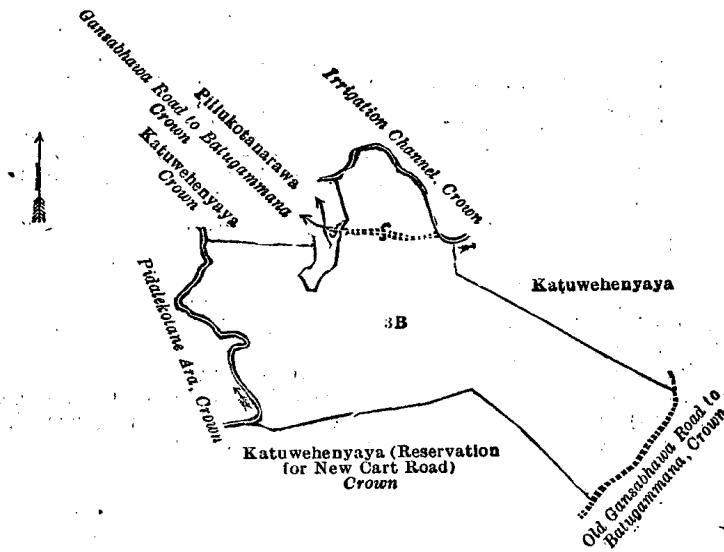 Gansabhawa Road to Batugammana
Crown
Pillukotanarawa
Katuwehenyaya
Crown
Irrigation Channel, Crown
Katuwehenyaya
3B
Pidalekotane Ara, Crown
Katuwehenyaya (Reservation
for New Cart Road)
Crown
Old Gansabhawa Road to
Batugammana, Crown